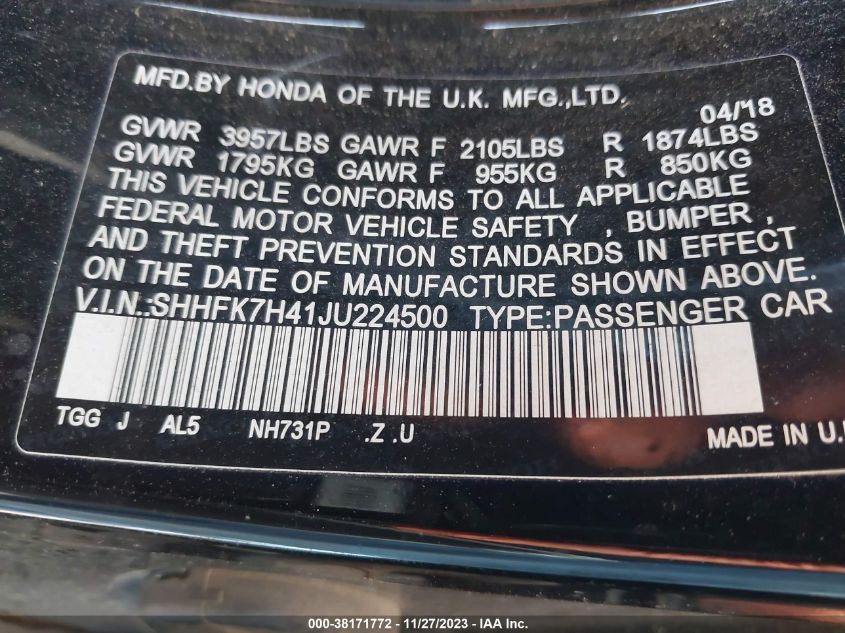 MFD.BY HONDA OF THE U.K. MFG.,LTD. 04/18
GVWR 3957LBS GAWR F 2105LBS R 1874LBS
GVWR 1795KG GAWR F 955KG R 850KG
THIS VEHICLE CONFORMS TO ALL APPLICABLE
FEDERAL MOTOR VEHICLE SAFETY , BUMPER ,
AND THEFT PREVENTION STANDARDS IN EFFECT
ON THE DATE OF MANUFACTURE SHOWN ABOVE.
V.I.N.:SHHFK7H41JU224500 TYPE:PASSENGER CAR
TGG J AL5 NH731P .Z .U MADE IN U.
000-38171772 - 11/27/2023 - IAA Inc.